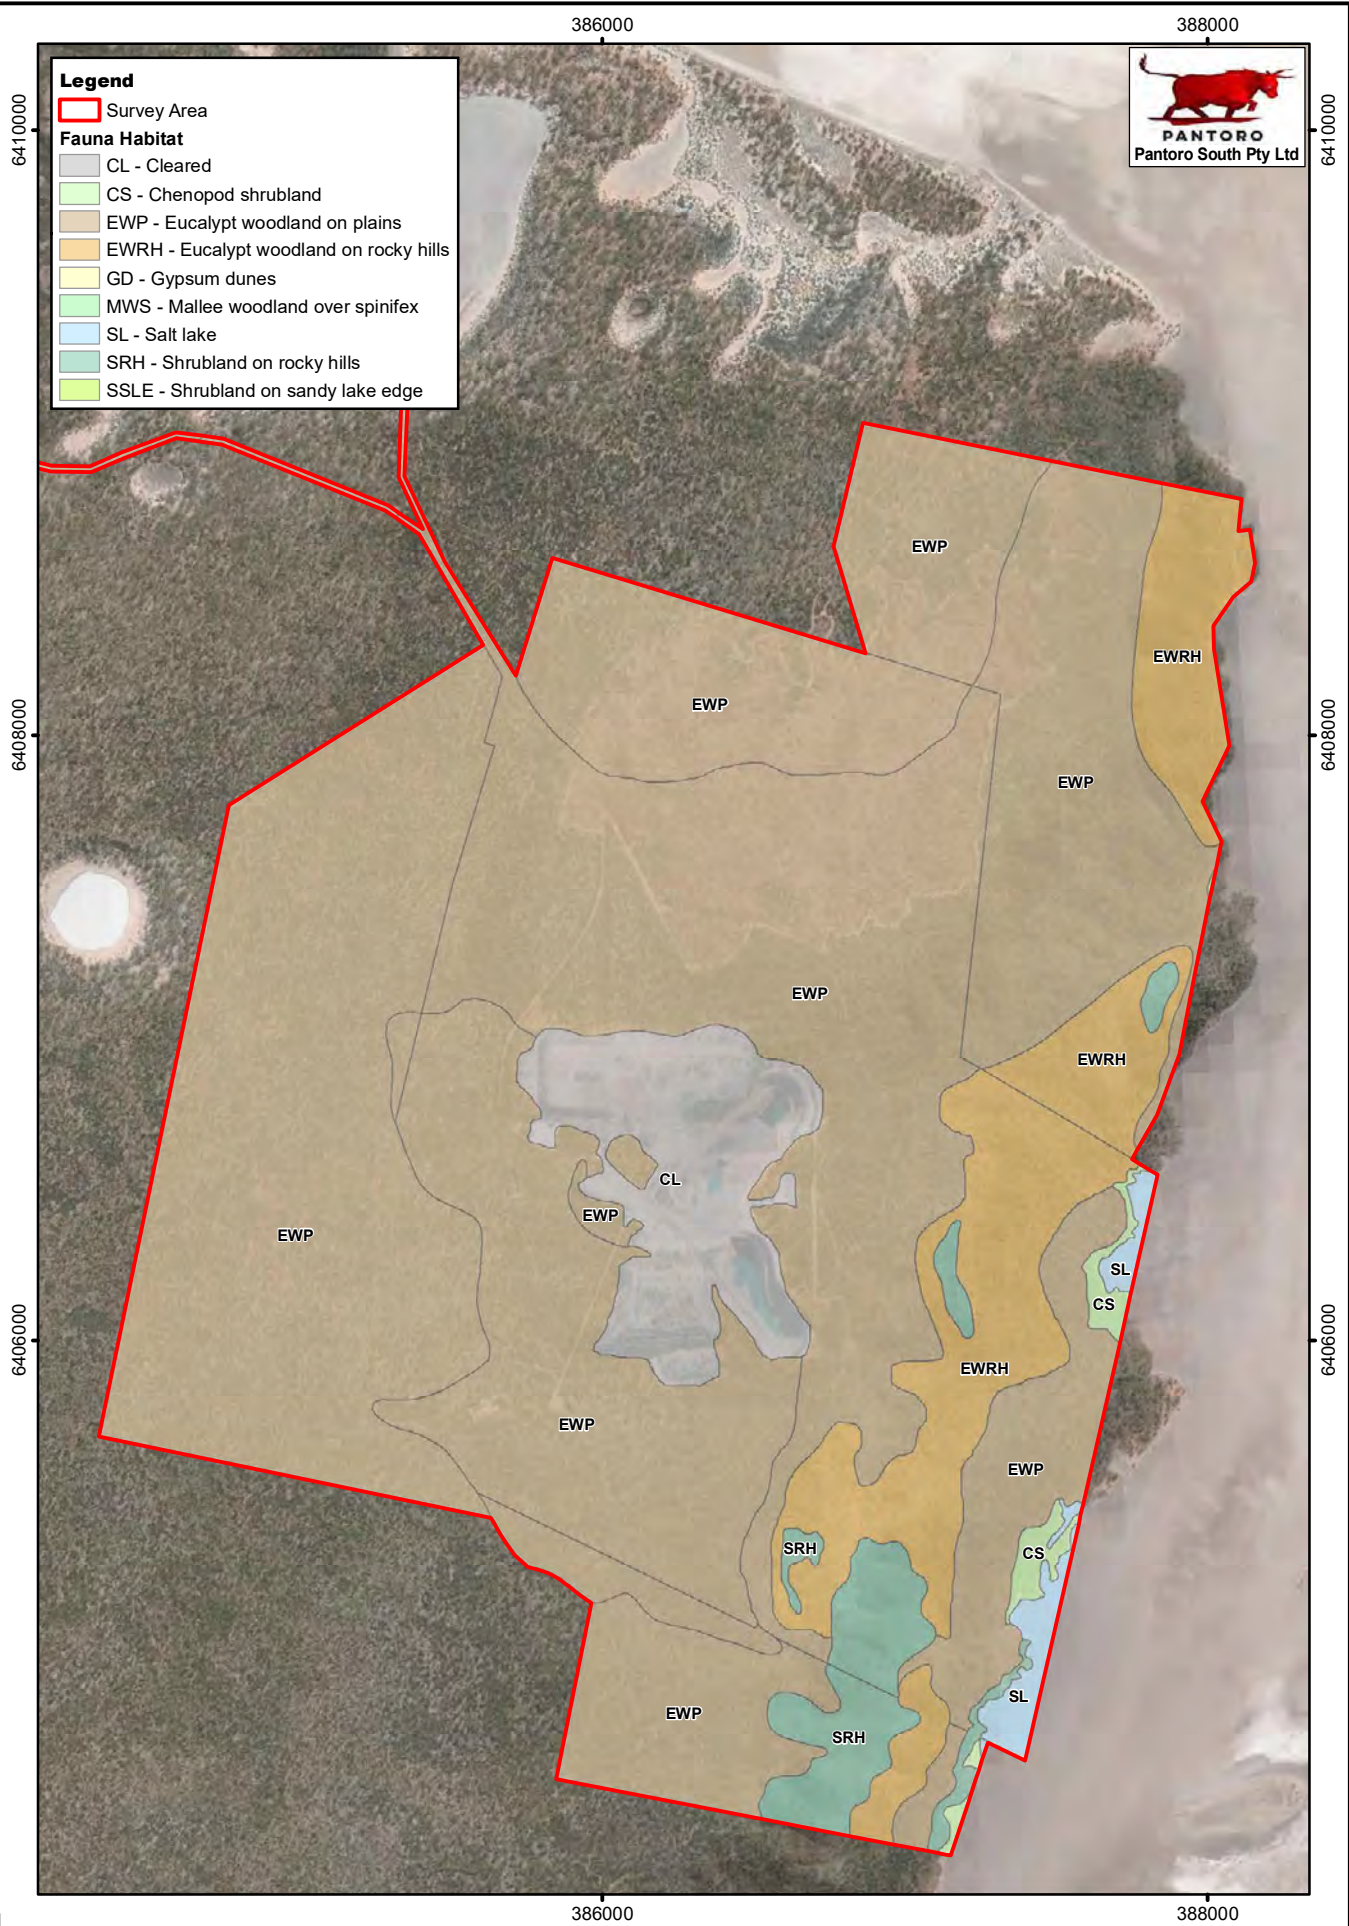 386000
388000
Legend
Survey Area
Fauna Habitat
CL - Cleared
CS - Chenopod shrubland
EWP - Eucalypt woodland on plains
EWRH - Eucalypt woodland on rocky hills
GD - Gypsum dunes
MWS - Mallee woodland over spinifex
SL - Salt lake
SRH - Shrubland on rocky hills
SSLE - Shrubland on sandy lake edge
PANTORO
Pantoro South Pty Ltd
6410000
6410000
EWP
EWRH
EWP
6408000
6408000
EWP
EWP
EWRH
CL
EWP
EWP
SL
CS
6406000
6406000
EWRH
EWP
EWP
SRH
CS
SL
EWP
SRH
386000
388000